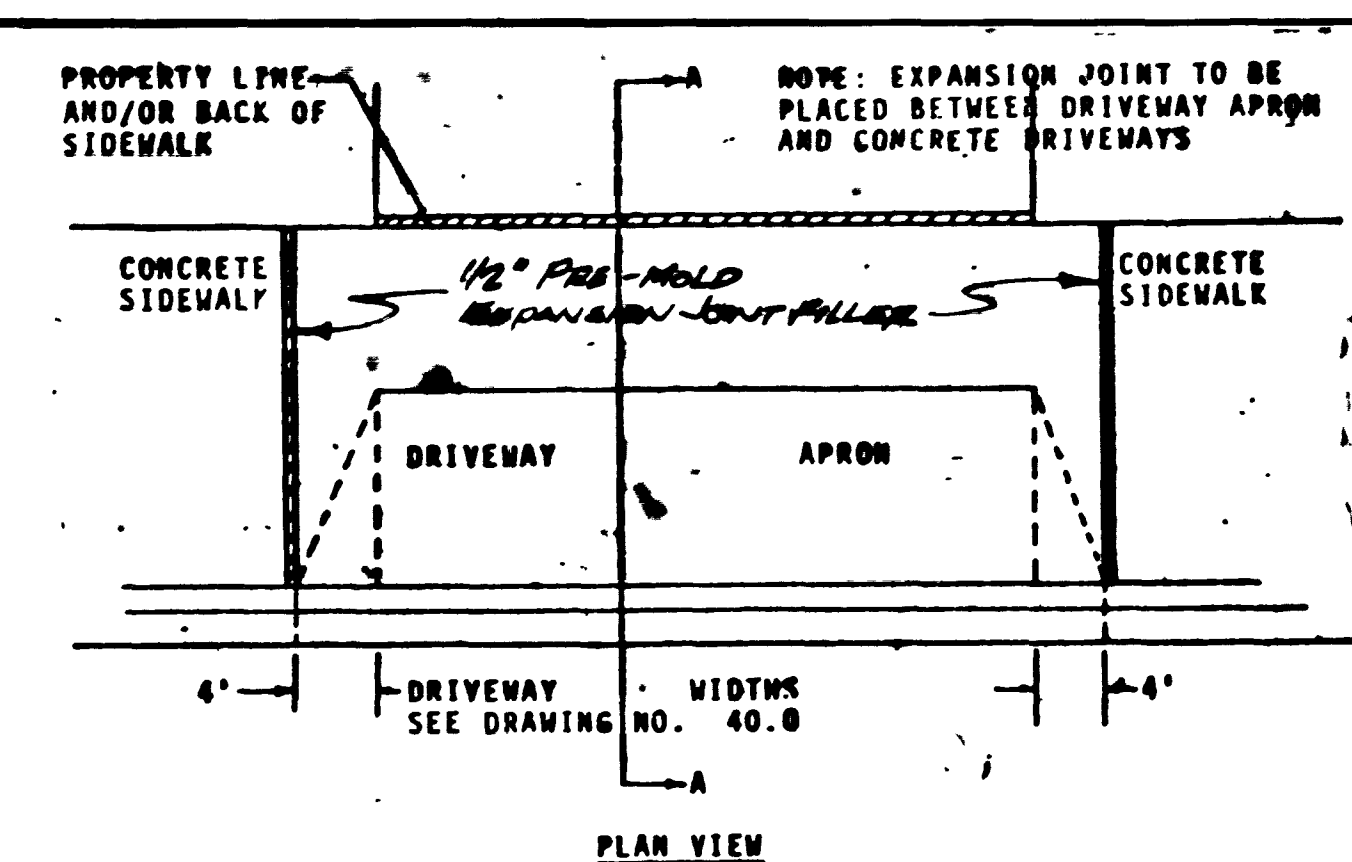 PROPERTY LINE
AND/OR BACK OF
SIDEWALK
A
NOTE: EXPANSION JOINT TO BE
PLACED BETWEEN DRIVEWAY APRON
AND CONCRETE DRIVEWAYS
CONCRETE
SIDEWALK
1/2" PRE-MOLD
EXPANSION JOINT FILLER
CONCRETE
SIDEWALK
DRIVEWAY APRON
4'
DRIVEWAY WIDTHS
SEE DRAWING NO. 40.0
4'
A
PLAN VIEW